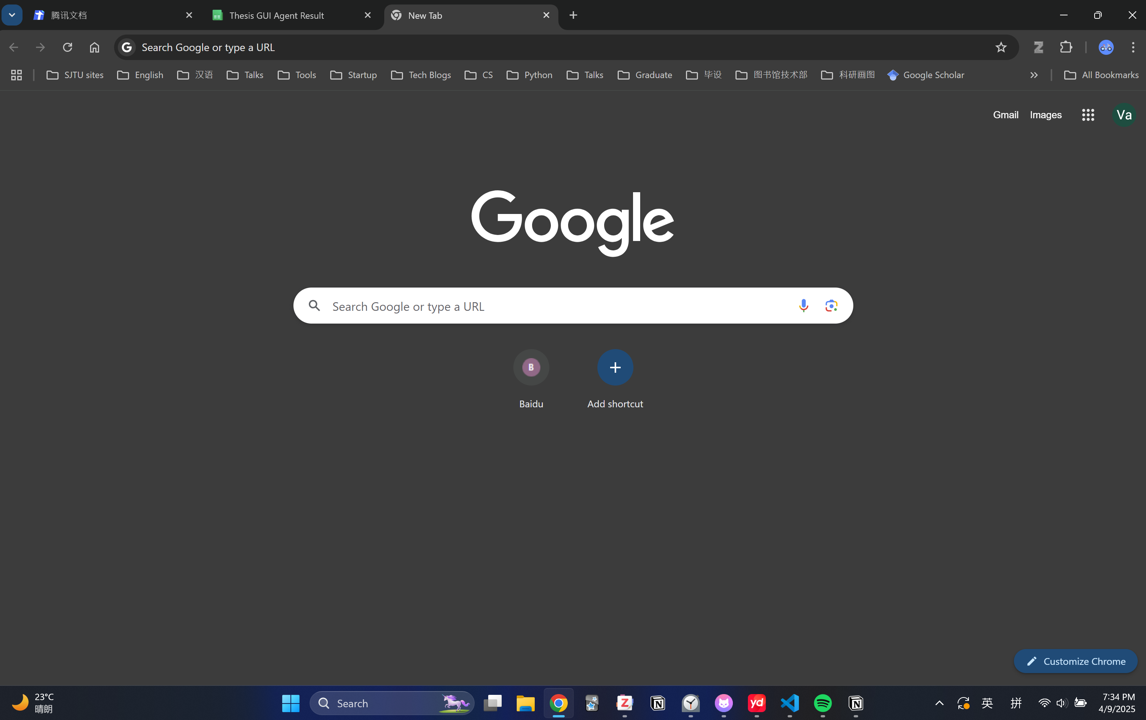 腾讯文档
Thesis GUI Agent Result
New Tab
Search Google or type a URL
SJTU sites
English
汉语
Talks
Tools
Startup
Tech Blogs
CS
Python
Talks
Graduate
毕设
图书馆技术部
科研画图
Google Scholar
All Bookmarks
Gmail
Images
Va
Google
Search Google or type a URL
B
Baidu
Add shortcut
Customize Chrome
23°C
晴朗
Search
yd
英
拼
7:34 PM
4/9/2025